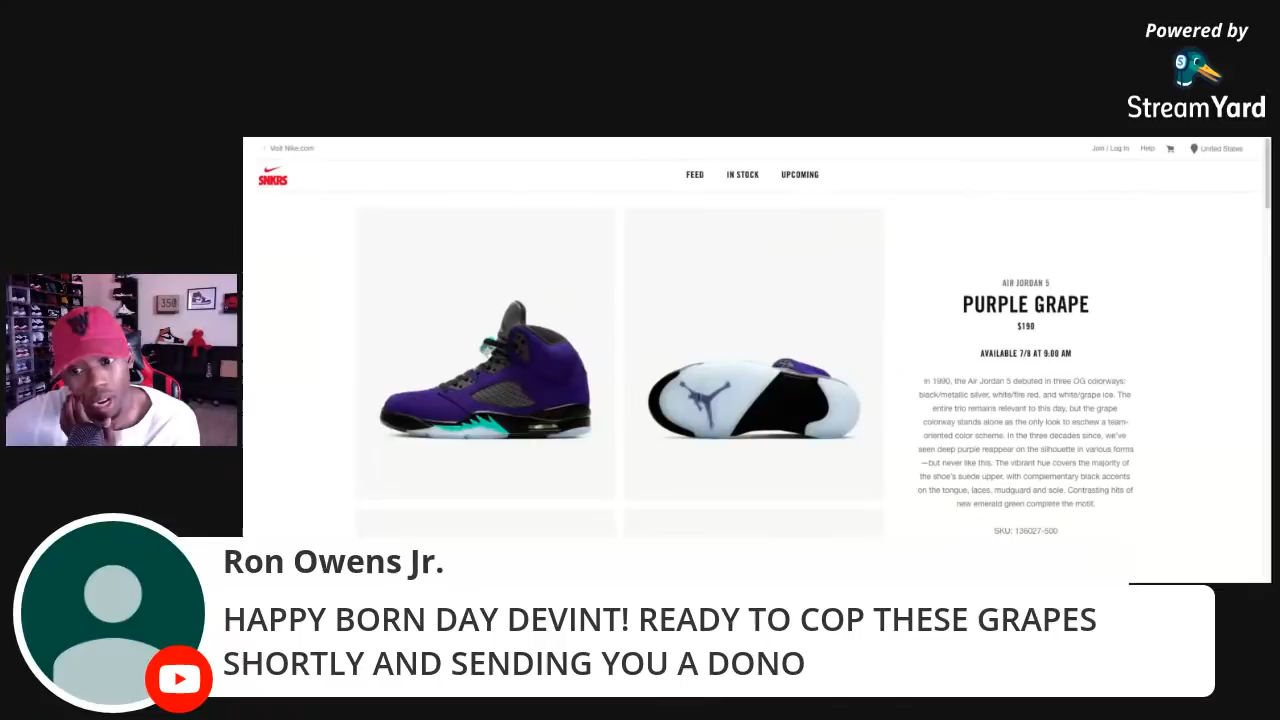 Powered by
StreamYard
Visit Nike.com
Join / Log In Help United States
SNKRS
FEED IN STOCK UPCOMING
350
AIR JORDAN 5
PURPLE GRAPE
$190
AVAILABLE 7/8 AT 9:00 AM
In 1990, the Air Jordan 5 debuted in three OG colorways:
black/metallic silver, white/fire red, and white/grape ice. The
entire trio remains relevant to this day, but the grape
colorway stands alone as the only look to eschew a team-
oriented color scheme. In the three decades since, we've
seen deep purple reappear on the silhouette in various forms
—but never like this. The vibrant hue covers the majority of
the shoe's suede upper, with complementary black accents
on the tongue, laces, mudguard and sole. Contrasting hits of
new emerald green complete the motif.
SKU: 136027-500
Ron Owens Jr.
HAPPY BORN DAY DEVINT! READY TO COP THESE GRAPES
SHORTLY AND SENDING YOU A DONO